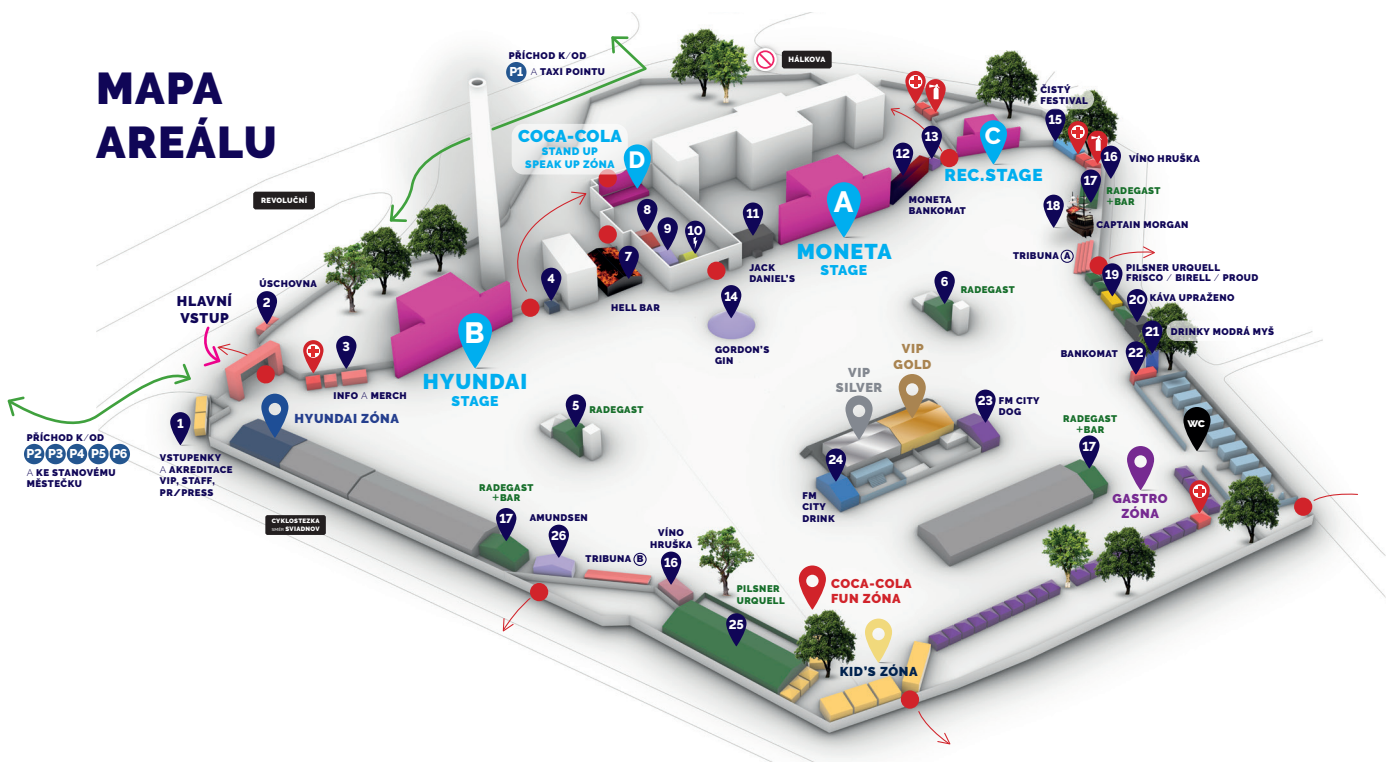 MAPA
AREÁLU
PŘÍCHOD K/OD
P1 A TAXI POINTU
HÁLKOVA
REVOLUČNÍ
COCA-COLA
STAND UP
SPEAK UP ZÓNA
D
C
REC.STAGE
ČISTÝ
FESTIVAL
15
16
VÍNO HRUŠKA
17
RADEGAST
+BAR
18
CAPTAIN MORGAN
TRIBUNA A
19
PILSNER URQUELL
FRISCO / BIRELL / PROUD
20
KÁVA UPRAŽENO
21
DRINKY MODRÁ MYŠ
BANKOMAT
22
13
12
MONETA
BANKOMAT
A
MONETA
STAGE
11
JACK
DANIEL'S
8
9
10
7
HELL BAR
4
14
GORDON'S
GIN
6
RADEGAST
B
HYUNDAI
STAGE
ÚSCHOVNA
2
HLAVNÍ
VSTUP
3
INFO A MERCH
HYUNDAI ZÓNA
1
VSTUPENKY
A AKREDITACE
VIP, STAFF,
PR/PRESS
PŘÍCHOD K/OD
P2 P3 P4 P5 P6
A KE STANOVÉMU
MĚSTEČKU
5
RADEGAST
VIP
GOLD
VIP
SILVER
23
FM CITY
DOG
24
FM
CITY
DRINK
RADEGAST
+BAR
17
WC
GASTRO
ZÓNA
CYKLOSTEZKA
SMĚR SVIADNOV
RADEGAST
+BAR
17
AMUNDSEN
26
TRIBUNA B
VÍNO
HRUŠKA
16
PILSNER
URQUELL
25
COCA-COLA
FUN ZÓNA
KID'S ZÓNA